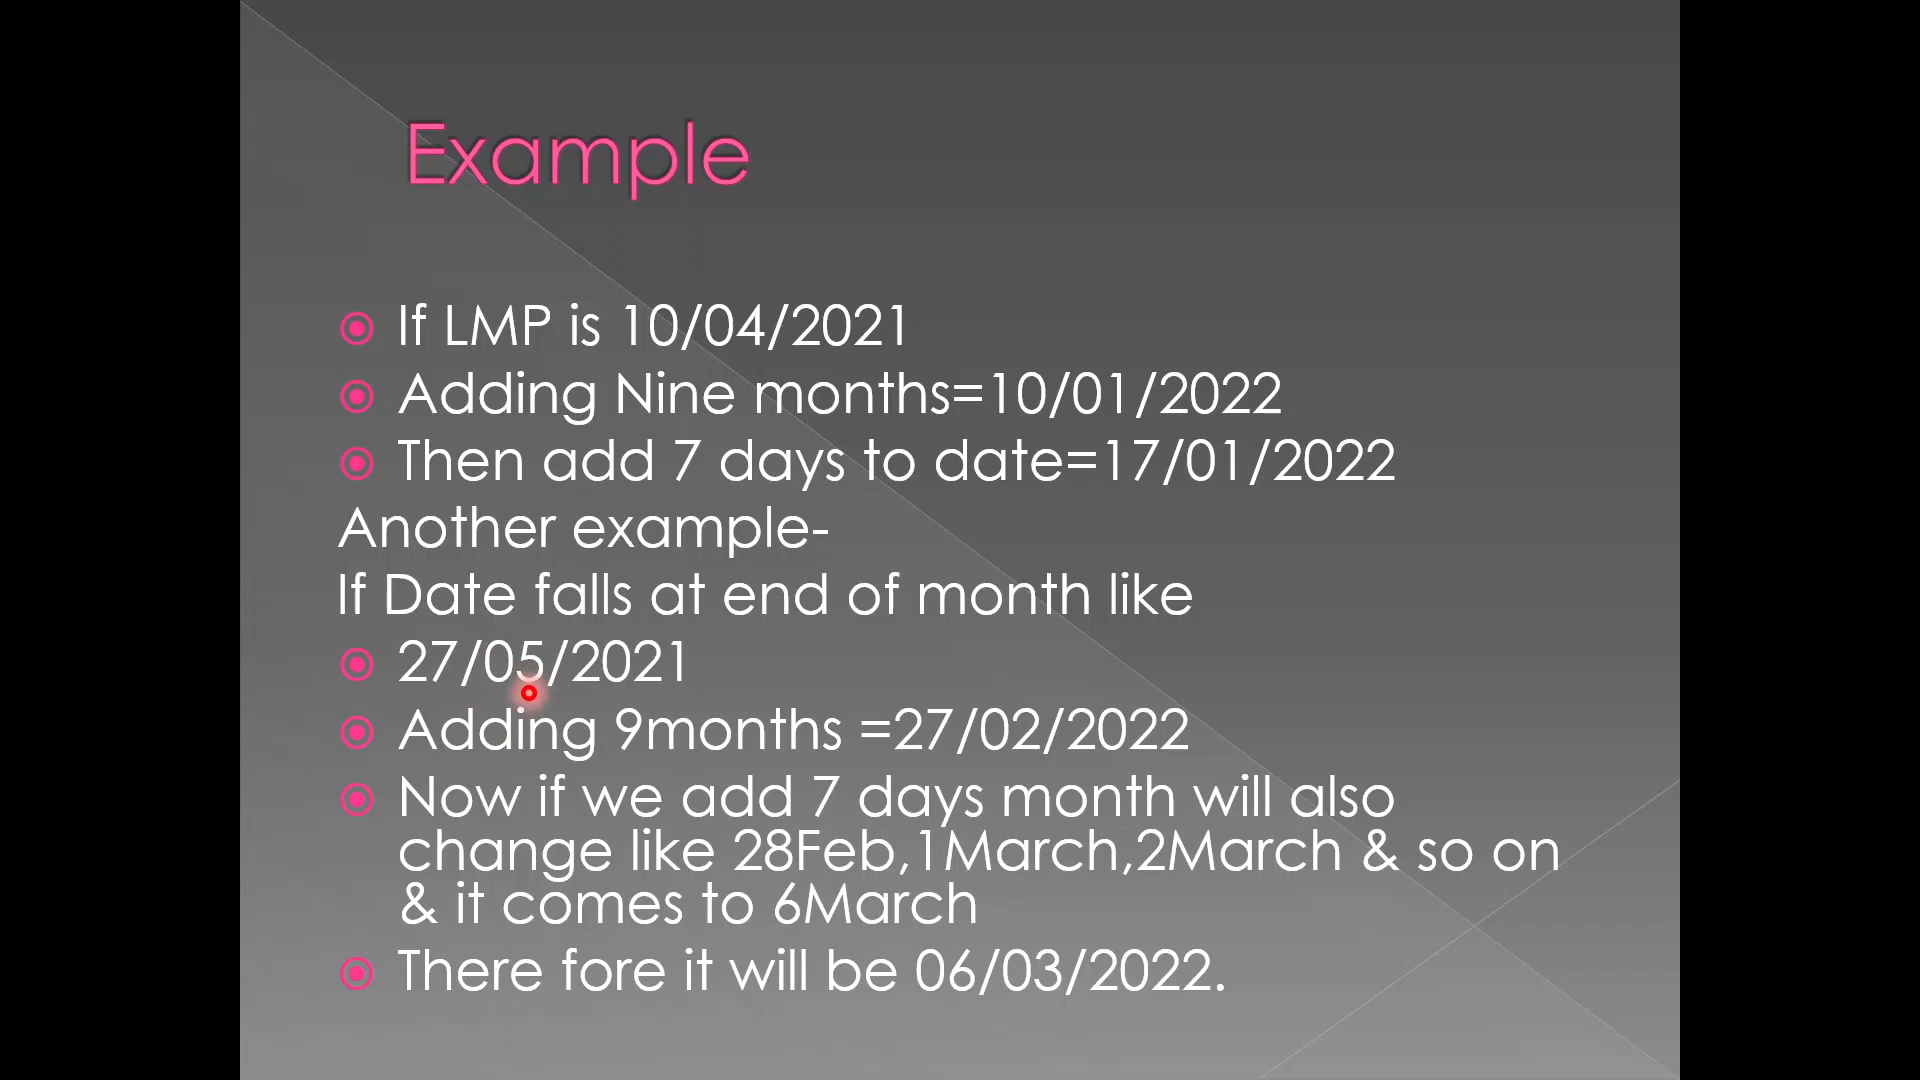 Example
If LMP is 10/04/2021
Adding Nine months=10/01/2022
Then add 7 days to date=17/01/2022
Another example-
If Date falls at end of month like
27/05/2021
Adding 9months =27/02/2022
Now if we add 7 days month will also
change like 28Feb,1March,2March & so on
& it comes to 6March
There fore it will be 06/03/2022.